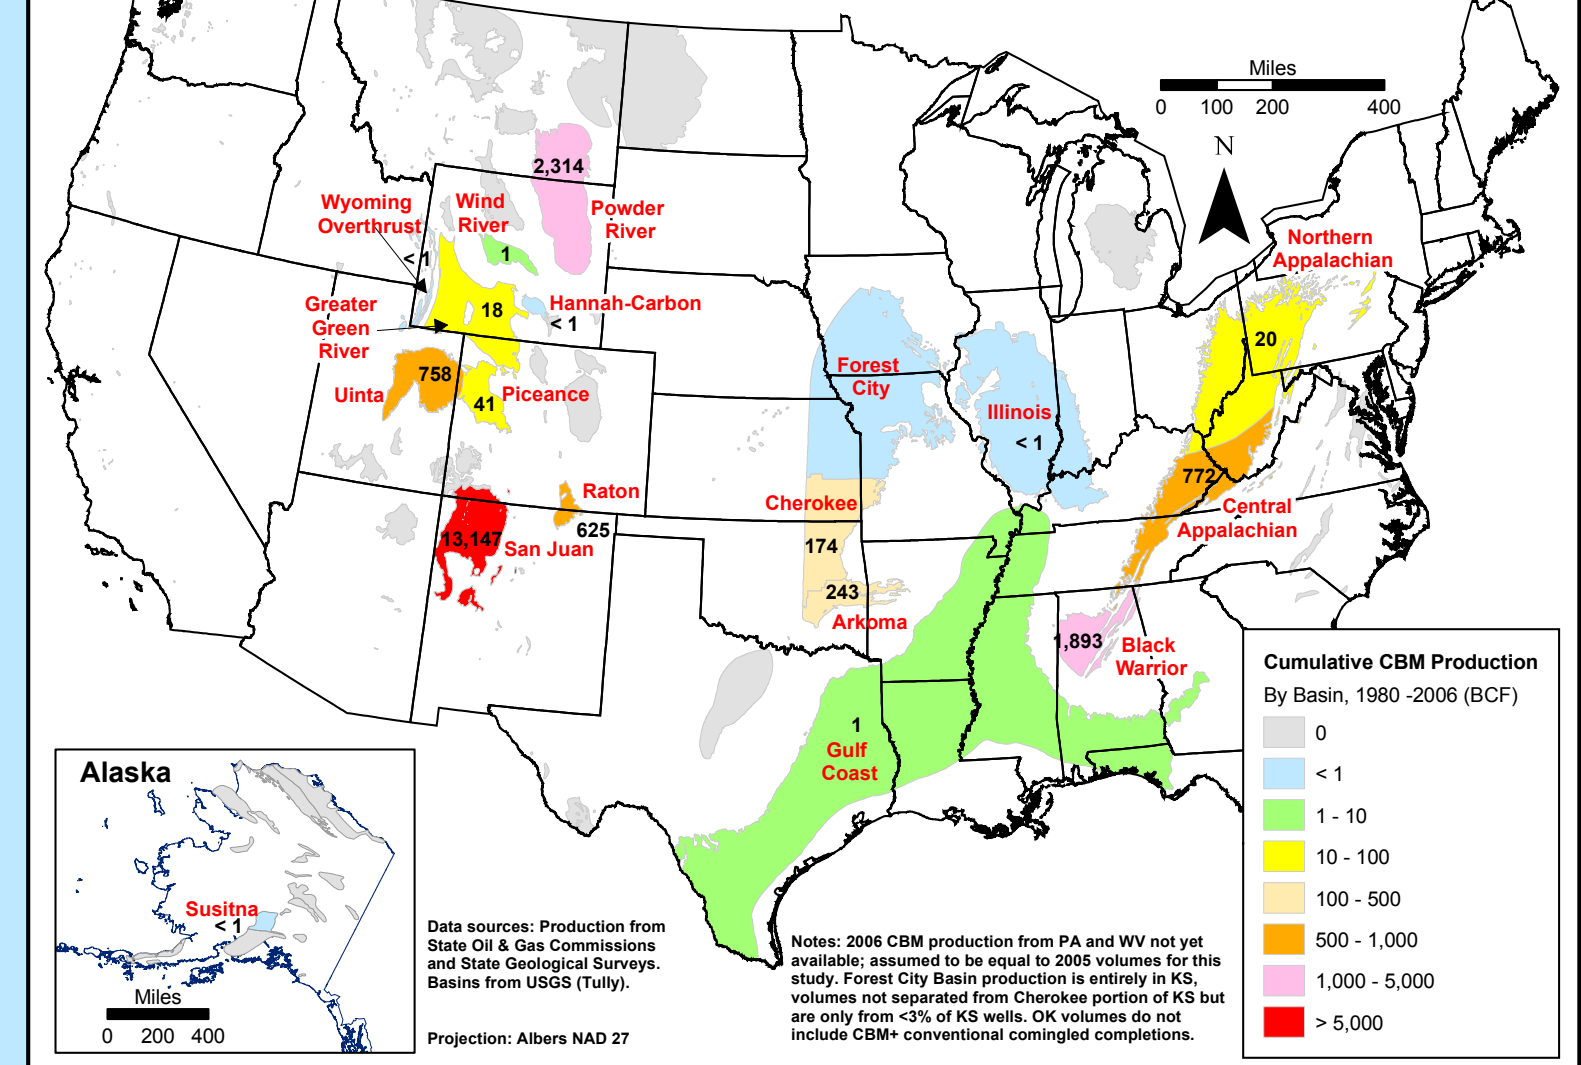 Miles
0 100 200 400
N
2,314
Wyoming
Overthrust
Wind
River
Powder
River
< 1
1
Northern
Appalachian
Greater
Green
River
18
Hannah-Carbon
< 1
20
Uinta
758
41
Piceance
Forest
City
Illinois
< 1
772
Raton
625
Cherokee
Central
Appalachian
13,147
San Juan
174
243
Arkoma
1,893
Black
Warrior
1
Gulf
Coast
Cumulative CBM Production
By Basin, 1980 -2006 (BCF)
0
< 1
1 - 10
10 - 100
100 - 500
500 - 1,000
1,000 - 5,000
> 5,000
Alaska
Susitna
< 1
Miles
0 200 400
Data sources: Production from
State Oil & Gas Commissions
and State Geological Surveys.
Basins from USGS (Tully).
Projection: Albers NAD 27
Notes: 2006 CBM production from PA and WV not yet
available; assumed to be equal to 2005 volumes for this
study. Forest City Basin production is entirely in KS,
volumes not separated from Cherokee portion of KS but
are only from <3% of KS wells. OK volumes do not
include CBM+ conventional comingled completions.